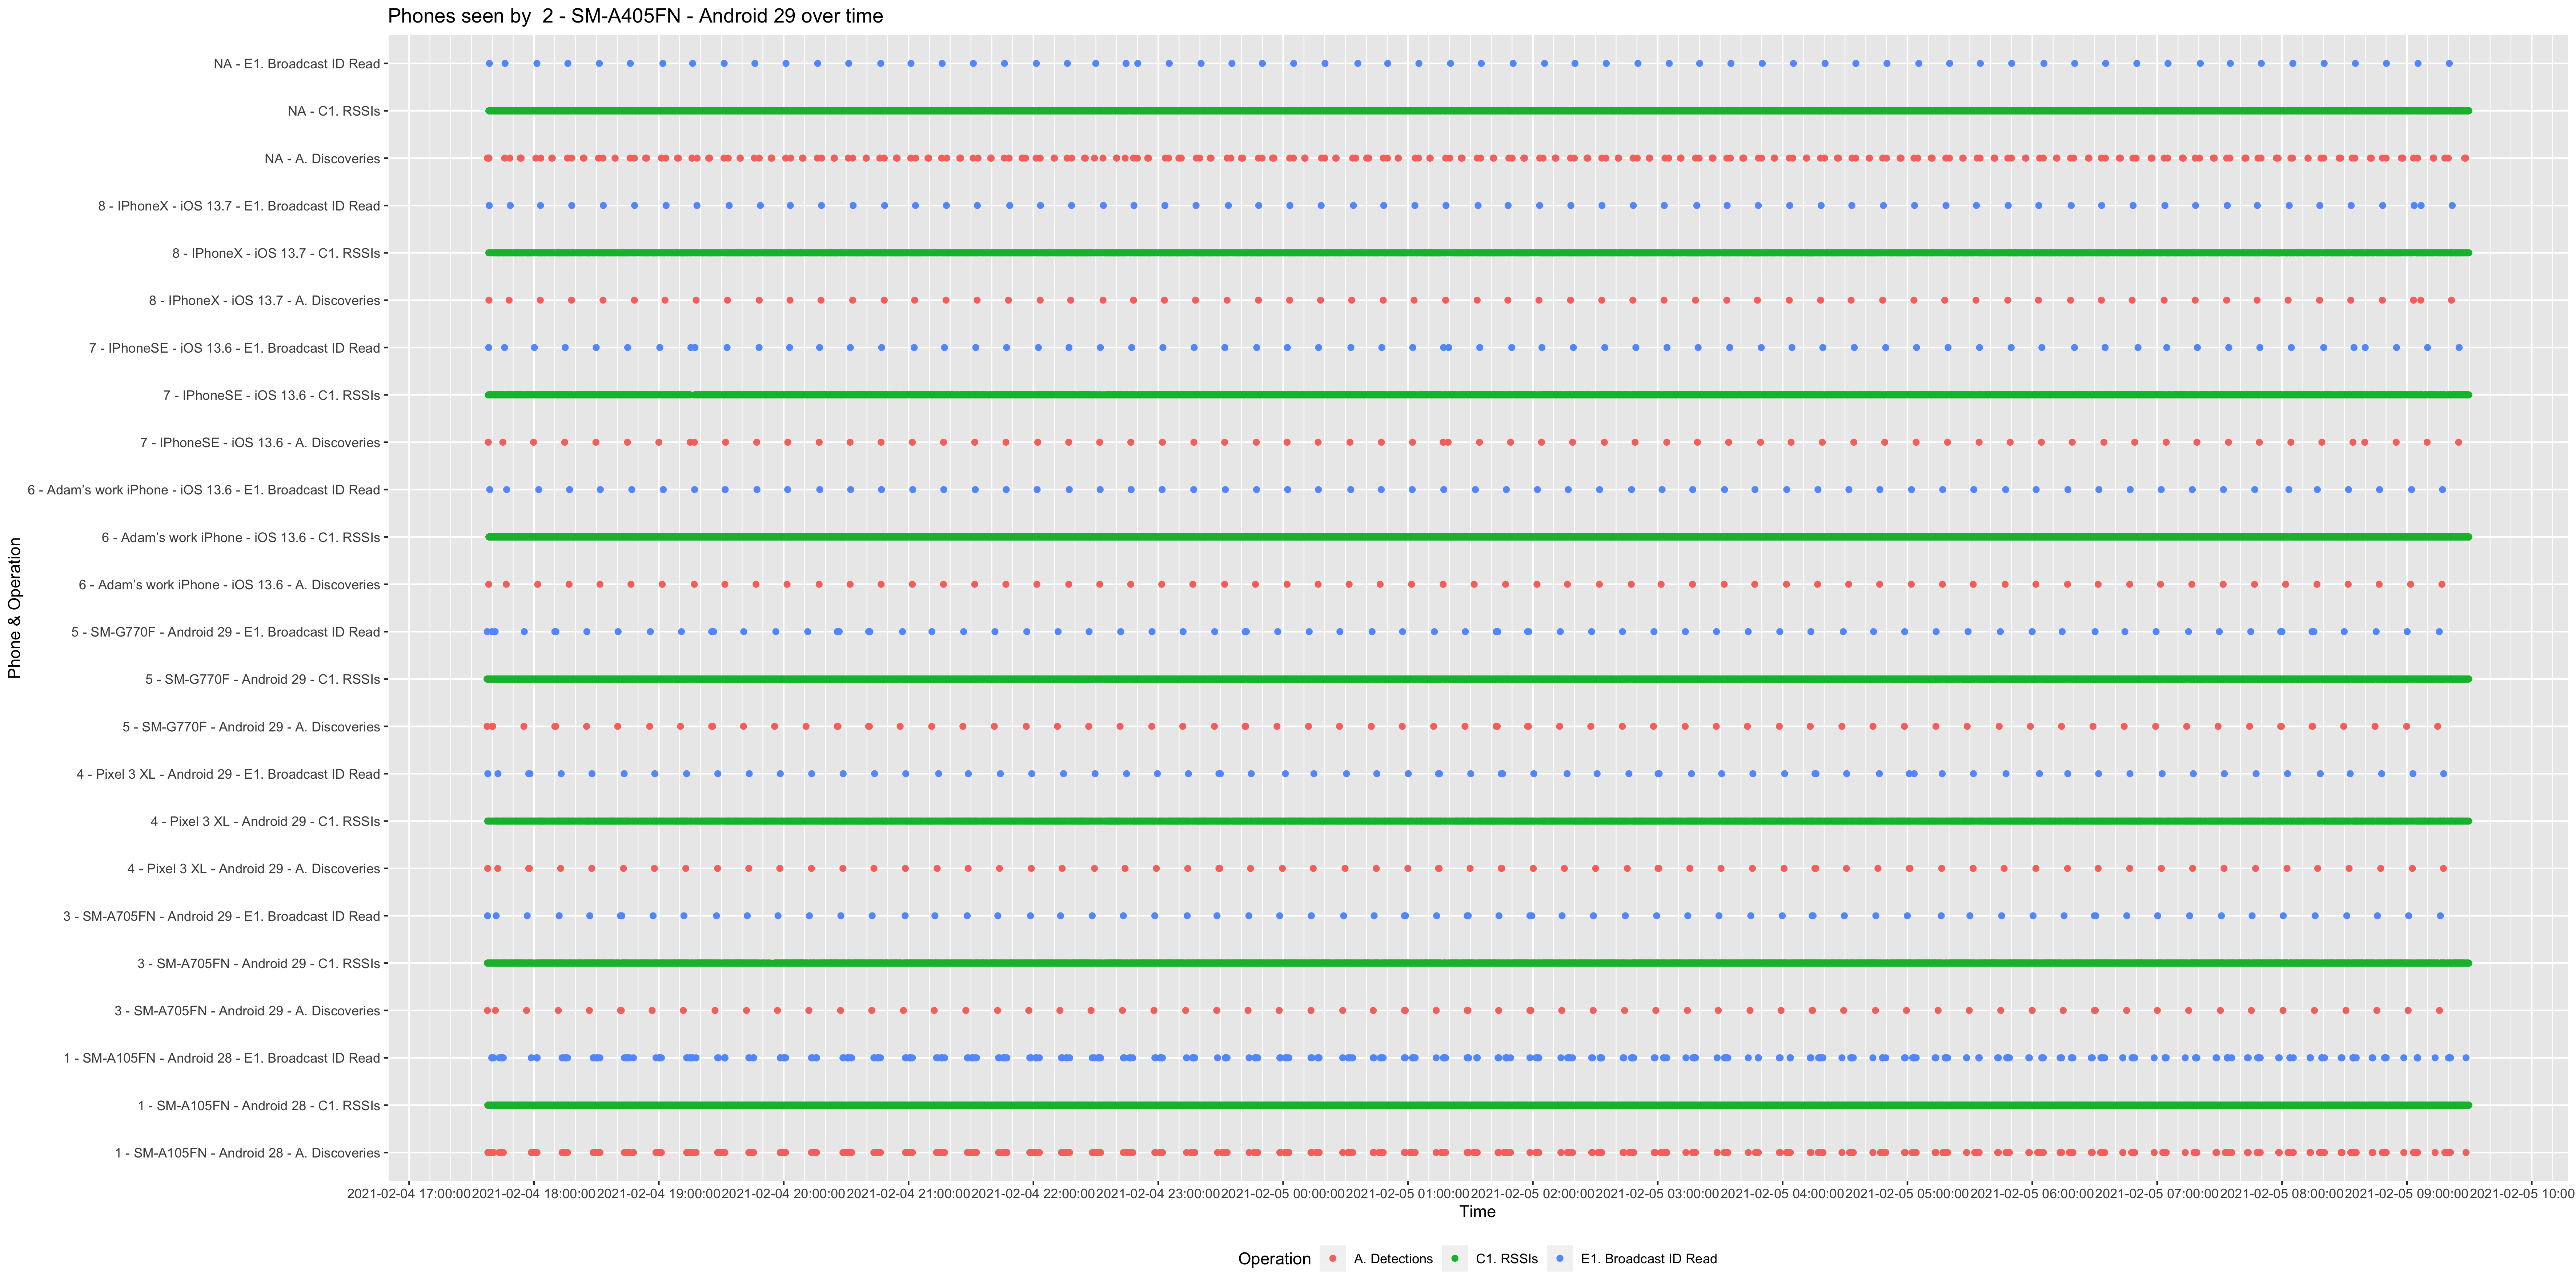 Phones seen by  2 - SM-A405FN - Android 29 over time
Phone & Operation
NA - E1. Broadcast ID Read
NA - C1. RSSIs
NA - A. Discoveries
8 - IPhoneX - iOS 13.7 - E1. Broadcast ID Read
8 - IPhoneX - iOS 13.7 - C1. RSSIs
8 - IPhoneX - iOS 13.7 - A. Discoveries
7 - IPhoneSE - iOS 13.6 - E1. Broadcast ID Read
7 - IPhoneSE - iOS 13.6 - C1. RSSIs
7 - IPhoneSE - iOS 13.6 - A. Discoveries
6 - Adam's work iPhone - iOS 13.6 - E1. Broadcast ID Read
6 - Adam's work iPhone - iOS 13.6 - C1. RSSIs
6 - Adam's work iPhone - iOS 13.6 - A. Discoveries
5 - SM-G770F - Android 29 - E1. Broadcast ID Read
5 - SM-G770F - Android 29 - C1. RSSIs
5 - SM-G770F - Android 29 - A. Discoveries
4 - Pixel 3 XL - Android 29 - E1. Broadcast ID Read
4 - Pixel 3 XL - Android 29 - C1. RSSIs
4 - Pixel 3 XL - Android 29 - A. Discoveries
3 - SM-A705FN - Android 29 - E1. Broadcast ID Read
3 - SM-A705FN - Android 29 - C1. RSSIs
3 - SM-A705FN - Android 29 - A. Discoveries
1 - SM-A105FN - Android 28 - E1. Broadcast ID Read
1 - SM-A105FN - Android 28 - C1. RSSIs
1 - SM-A105FN - Android 28 - A. Discoveries
2021-02-04 17:00:00 2021-02-04 18:00:00 2021-02-04 19:00:00 2021-02-04 20:00:00 2021-02-04 21:00:00 2021-02-04 22:00:00 2021-02-04 23:00:00 2021-02-05 00:00:00 2021-02-05 01:00:00 2021-02-05 02:00:00 2021-02-05 03:00:00 2021-02-05 04:00:00 2021-02-05 05:00:00 2021-02-05 06:00:00 2021-02-05 07:00:00 2021-02-05 08:00:00 2021-02-05 09:00:00 2021-02-05 10:00
Time
Operation A. Detections C1. RSSIs E1. Broadcast ID Read